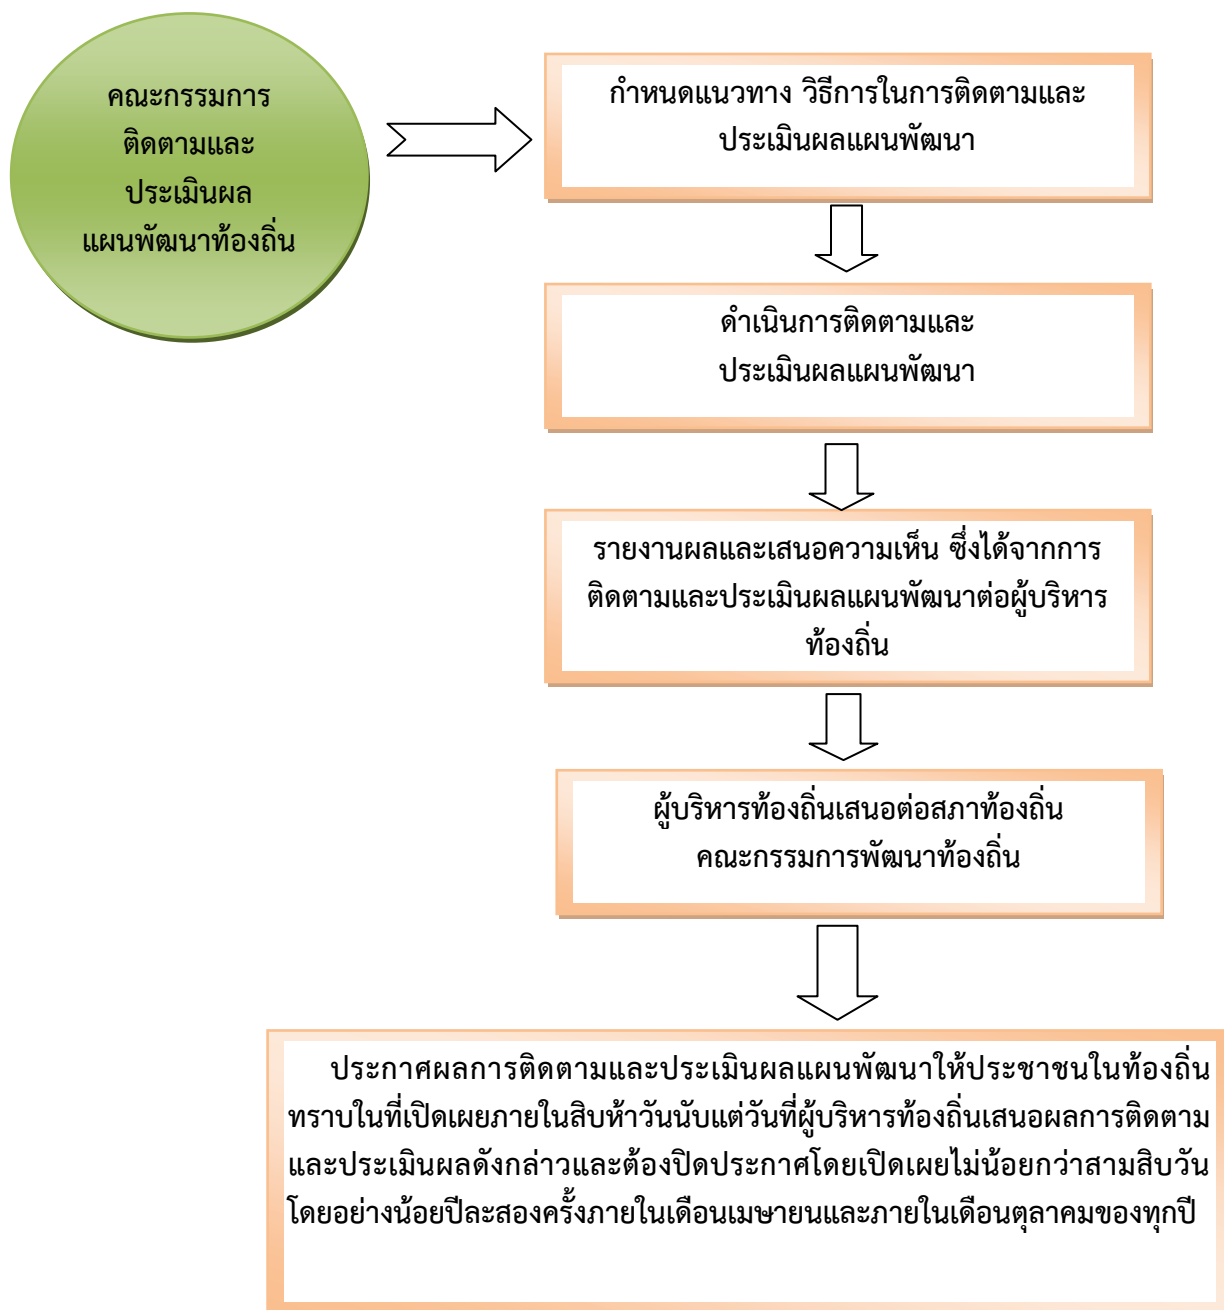 คณะกรรมการ
ติดตามและ
ประเมินผล
แผนพัฒนาท้องถิ่น
กำหนดแนวทาง วิธีการในการติดตามและ
ประเมินผลแผนพัฒนา
ดำเนินการติดตามและ
ประเมินผลแผนพัฒนา
รายงานผลและเสนอความเห็น ซึ่งได้จากการ
ติดตามและประเมินผลแผนพัฒนาต่อผู้บริหาร
ท้องถิ่น
ผู้บริหารท้องถิ่นเสนอต่อสภาท้องถิ่น
คณะกรรมการพัฒนาท้องถิ่น
ประกาศผลการติดตามและประเมินผลแผนพัฒนาให้ประชาชนในท้องถิ่น
ทราบในที่เปิดเผยภายในสิบห้าวันนับแต่วันที่ผู้บริหารท้องถิ่นเสนอผลการติดตาม
และประเมินผลดังกล่าวและต้องปิดประกาศโดยเปิดเผยไม่น้อยกว่าสามสิบวัน
โดยอย่างน้อยปีละสองครั้งภายในเดือนเมษายนและภายในเดือนตุลาคมของทุกปี